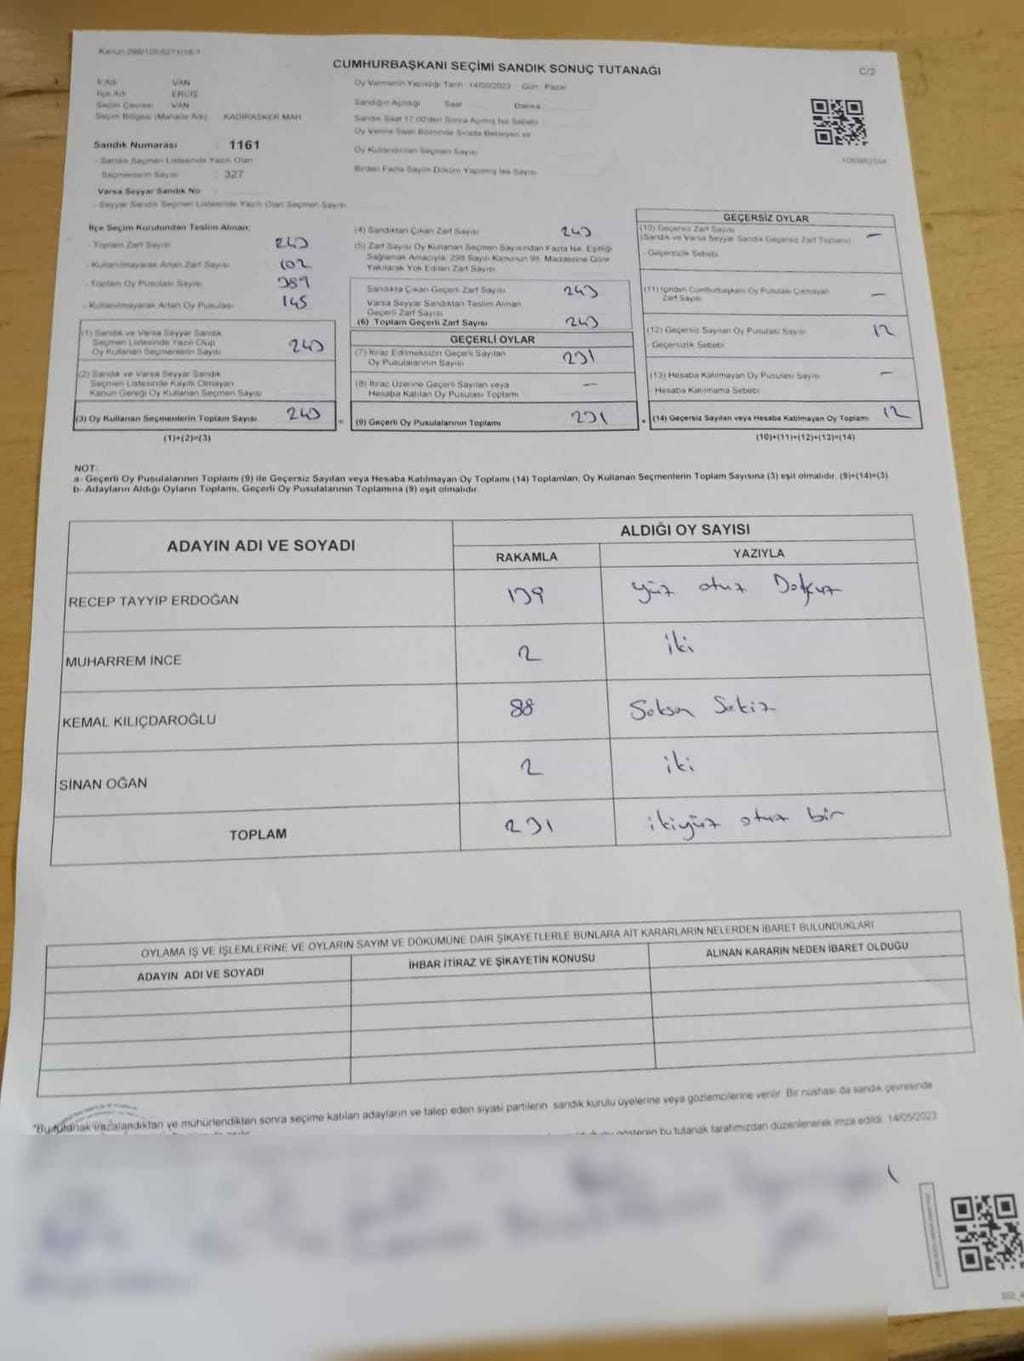 Kanun 298/105-6271/16-1
CUMHURBAŞKANI SEÇİMİ SANDIK SONUÇ TUTANAĞI
C/2
İl Adı VAN
İlçe Adı ERCİŞ
Seçim Çevresi VAN
Seçim Bölgesi (Mahalle Adı) KADIRASKER MAH.
Sandık Numarası 1161
- Sandık Seçmen Listesinde Yazılı Olan
Seçmenlerin Sayısı : 327
Varsa Seyyar Sandık No
- Seyyar Sandık Seçmen Listesinde Yazılı Olan Seçmen Sayısı
Oy Vermenin Yapıldığı Tarih 14/05/2023 Gün: Pazar
Sandığın Açıldığı Saat Dakika
Sandık Saat 17:00'den Sonra Açılmış İse Sebebi
Oy Verme Saati Bitiminde Sırada Bekleyen ve
Oy Kullandırılan Seçmen Sayısı
Birden Fazla Sayım Döküm Yapılmış İse Sayısı
İlçe Seçim Kurulundan Teslim Alınan;
- Toplam Zarf Sayısı
- Kullanılmayarak Artan Zarf Sayısı 102
- Toplam Oy Pusulası Sayısı
- Kullanılmayarak Artan Oy Pusulası 145
(1) Sandık ve Varsa Seyyar Sandık
Seçmen Listesinde Yazılı Olup
Oy Kullanan Seçmenlerin Sayısı 243
(2) Sandık ve Varsa Seyyar Sandık
Seçmen Listesinde Kayıtlı Olmayan
Kanun Gereği Oy Kullanan Seçmen Sayısı
(3) Oy Kullanan Seçmenlerin Toplam Sayısı 243
(1)+(2)=(3)
(4) Sandıktan Çıkan Zarf Sayısı 243
(5) Zarf Sayısı Oy Kullanan Seçmen Sayısından Fazla İse, Eşitliği
Sağlamak Amacıyla, 298 Sayılı Kanunun 98. Maddesine Göre
Yakılarak Yok Edilen Zarf Sayısı
Sandıkta Çıkan Geçerli Zarf Sayısı 243
Varsa Seyyar Sandıktan Teslim Alınan
Geçerli Zarf Sayısı
(6) Toplam Geçerli Zarf Sayısı 243
GEÇERLİ OYLAR
(7) İtiraz Edilmeksizin Geçerli Sayılan
Oy Pusulalarının Sayısı 231
(8) İtiraz Üzerine Geçerli Sayılan veya
Hesaba Katılan Oy Pusulası Toplamı —
= (9) Geçerli Oy Pusulalarının Toplamı 231
GEÇERSİZ OYLAR
(10) Geçersiz Zarf Sayısı
(Sandık ve Varsa Seyyar Sandık Geçersiz Zarf Toplamı) —
- Geçersizlik Sebebi:
(11) İçinden Cumhurbaşkanı Oy Pusulası Çıkmayan
Zarf Sayısı —
(12) Geçersiz Sayılan Oy Pusulası Sayısı 12
Geçersizlik Sebebi:
(13) Hesaba Katılmayan Oy Pusulası Sayısı —
Hesaba Katılmama Sebebi:
+ (14) Geçersiz Sayılan veya Hesaba Katılmayan Oy Toplamı 12
(10)+(11)+(12)+(13)=(14)
NOT:
a- Geçerli Oy Pusulalarının Toplamı (9) ile Geçersiz Sayılan veya Hesaba Katılmayan Oy Toplamı (14) Toplamları, Oy Kullanan Seçmenlerin Toplam Sayısına (3) eşit olmalıdır. (9)+(14)=(3)
b- Adayların Aldığı Oyların Toplamı, Geçerli Oy Pusulalarının Toplamına (9) eşit olmalıdır.
ADAYIN ADI VE SOYADI
ALDIĞI OY SAYISI
RAKAMLA YAZIYLA
RECEP TAYYİP ERDOĞAN 139 yüz otuz Dokuz
MUHARREM İNCE 2 iki
KEMAL KILIÇDAROĞLU 88 Seksen Sekiz
SİNAN OĞAN 2 iki
TOPLAM 231 ikiyüz otuz bir
OYLAMA İŞ VE İŞLEMLERİNE VE OYLARIN SAYIM VE DÖKÜMÜNE DAİR ŞİKAYETLERLE BUNLARA AİT KARARLARIN NELERDEN İBARET BULUNDUKLARI
ADAYIN ADI VE SOYADI
İHBAR İTİRAZ VE ŞİKAYETİN KONUSU
ALINAN KARARIN NEDEN İBARET OLDUĞU
"Bu tutanak imzalandıktan ve mühürlendikten sonra seçime katılan adayların ve talep eden siyasi partilerin sandık kurulu üyelerine veya gözlemcilerine verilir. Bir nüshası da sandık çevresinde
gösteren bu tutanak tarafımızdan düzenlenerek imza edildi. 14/05/2023